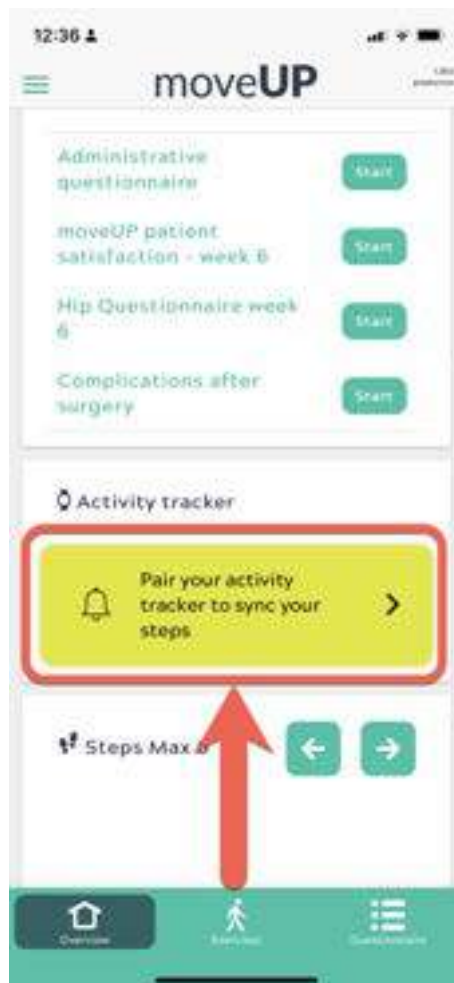 12:36
moveUP
Administrative
questionnaire
Start
moveUP patient
satisfaction - week 6
Start
Hip Questionnaire week
6
Start
Complications after
surgery
Start
Activity tracker
Pair your activity
tracker to sync your
steps
Steps Max
Overview
Exercises
Questionnaire